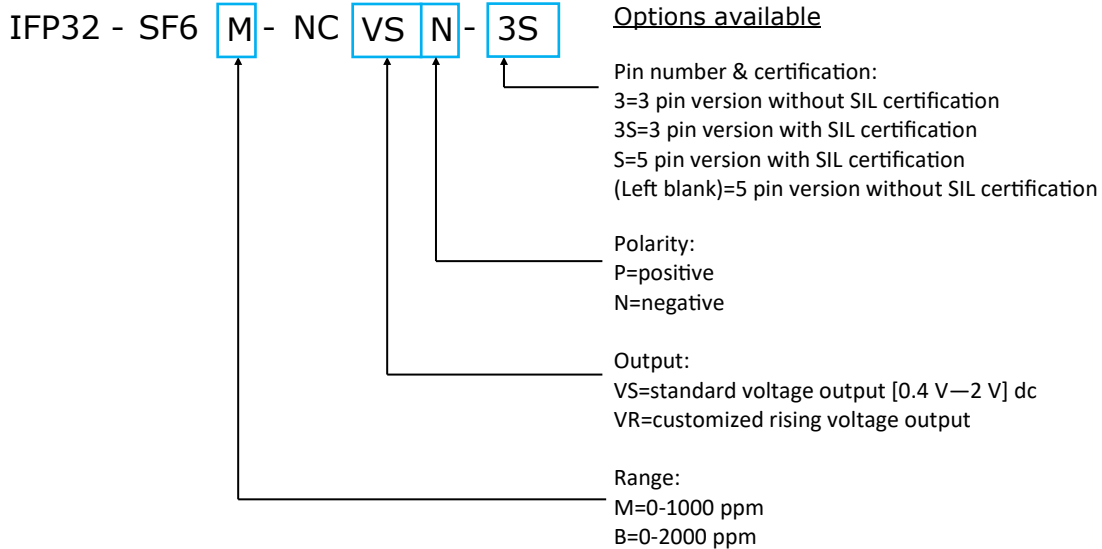 IFP32 - SF6 M - NC VS N - 3S
Options available
Pin number & certification:
3=3 pin version without SIL certification
3S=3 pin version with SIL certification
S=5 pin version with SIL certification
(Left blank)=5 pin version without SIL certification
Polarity:
P=positive
N=negative
Output:
VS=standard voltage output [0.4 V—2 V] dc
VR=customized rising voltage output
Range:
M=0-1000 ppm
B=0-2000 ppm